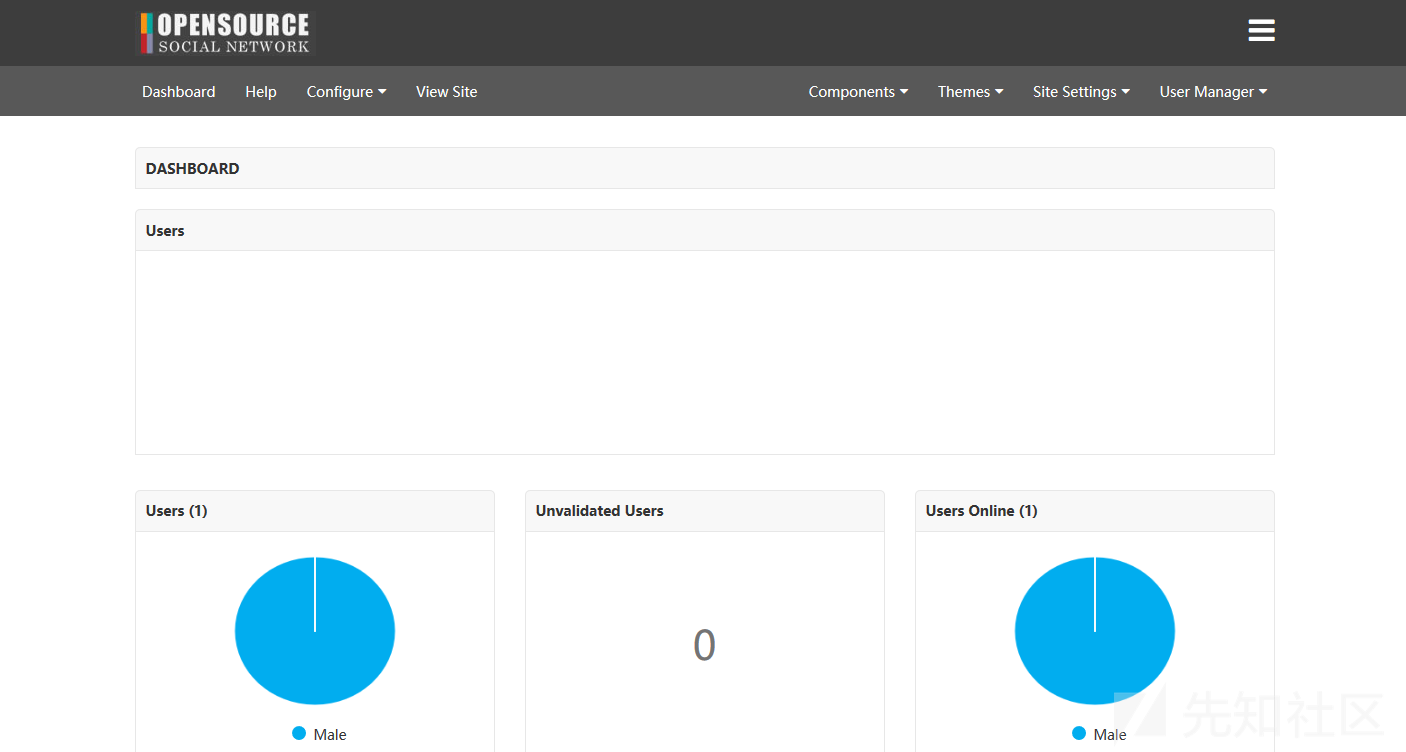 OPENSOURCE
SOCIAL NETWORK
Dashboard Help Configure View Site Components Themes Site Settings User Manager
DASHBOARD
Users
Users (1) Unvalidated Users Users Online (1)
0
Male Male
先知社区